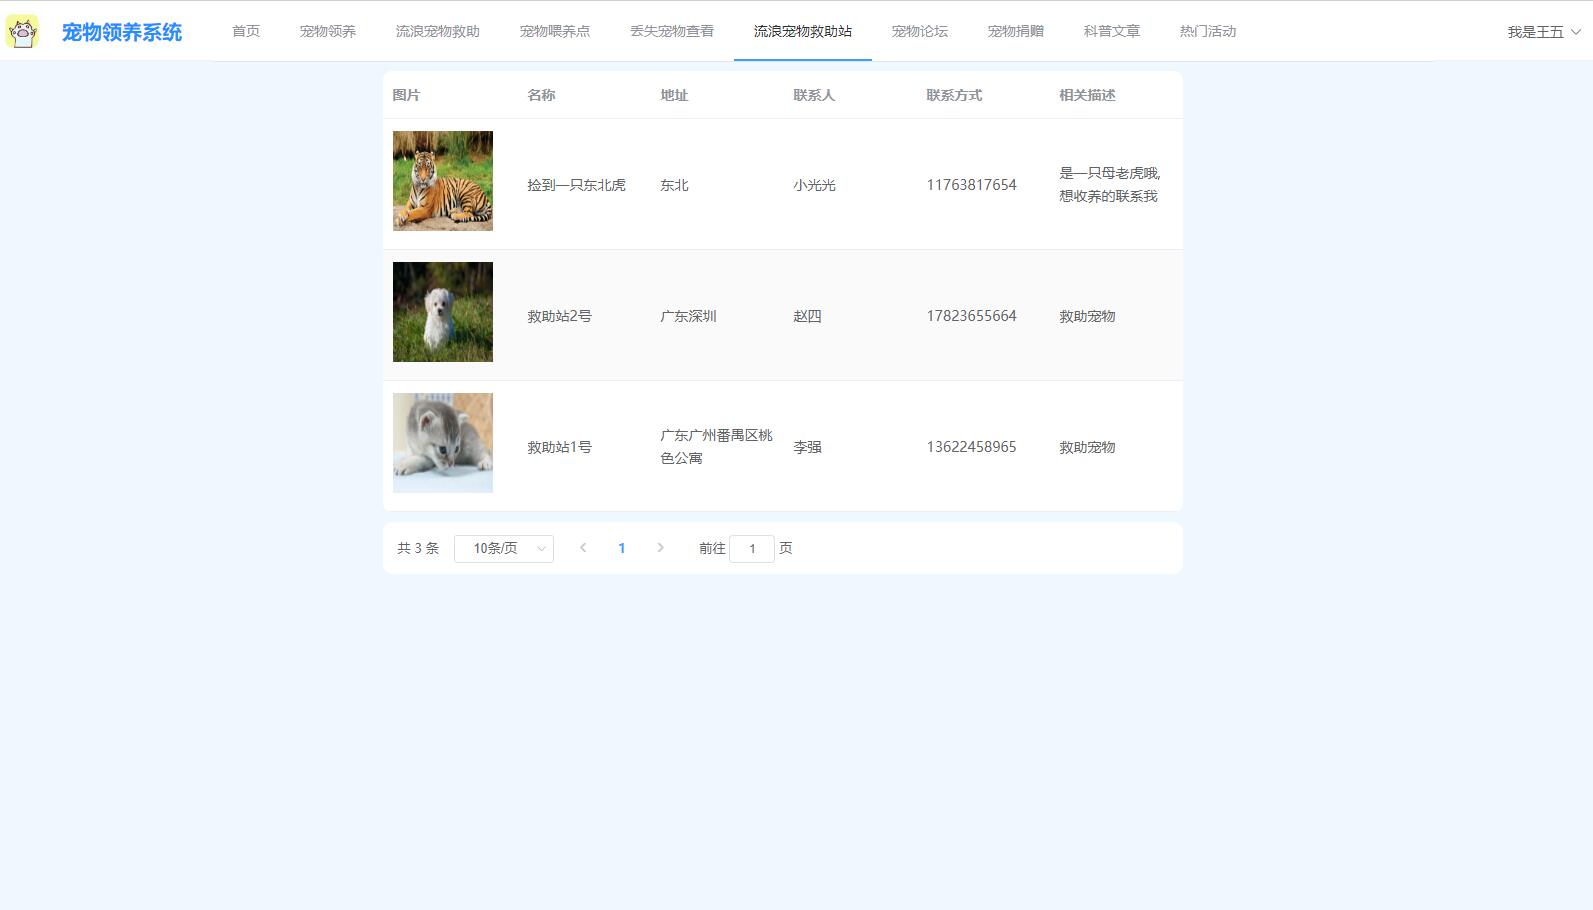 宠物领养系统 首页 宠物领养 流浪宠物救助 宠物喂养点 丢失宠物查看 流浪宠物救助站 宠物论坛 宠物捐赠 科普文章 热门活动 我是王五
图片 名称 地址 联系人 联系方式 相关描述
捡到一只东北虎 东北 小光光 11763817654 是一只母老虎哦,
想收养的联系我
救助站2号 广东深圳 赵四 17823655664 救助宠物
救助站1号 广东广州番禺区桃
色公寓 李强 13622458965 救助宠物
共 3 条 10条/页 1 前往 1 页